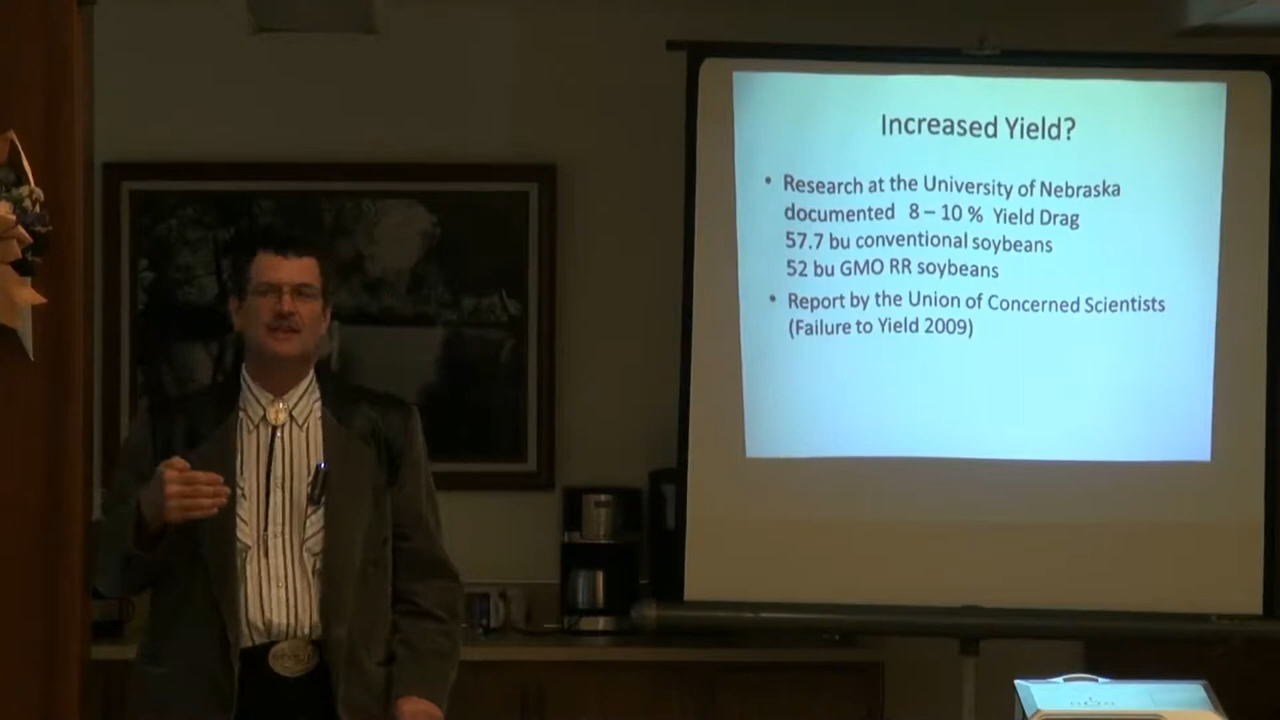 Increased Yield?
• Research at the University of Nebraska
documented 8 – 10 % Yield Drag
57.7 bu conventional soybeans
52 bu GMO RR soybeans
• Report by the Union of Concerned Scientists
(Failure to Yield 2009)